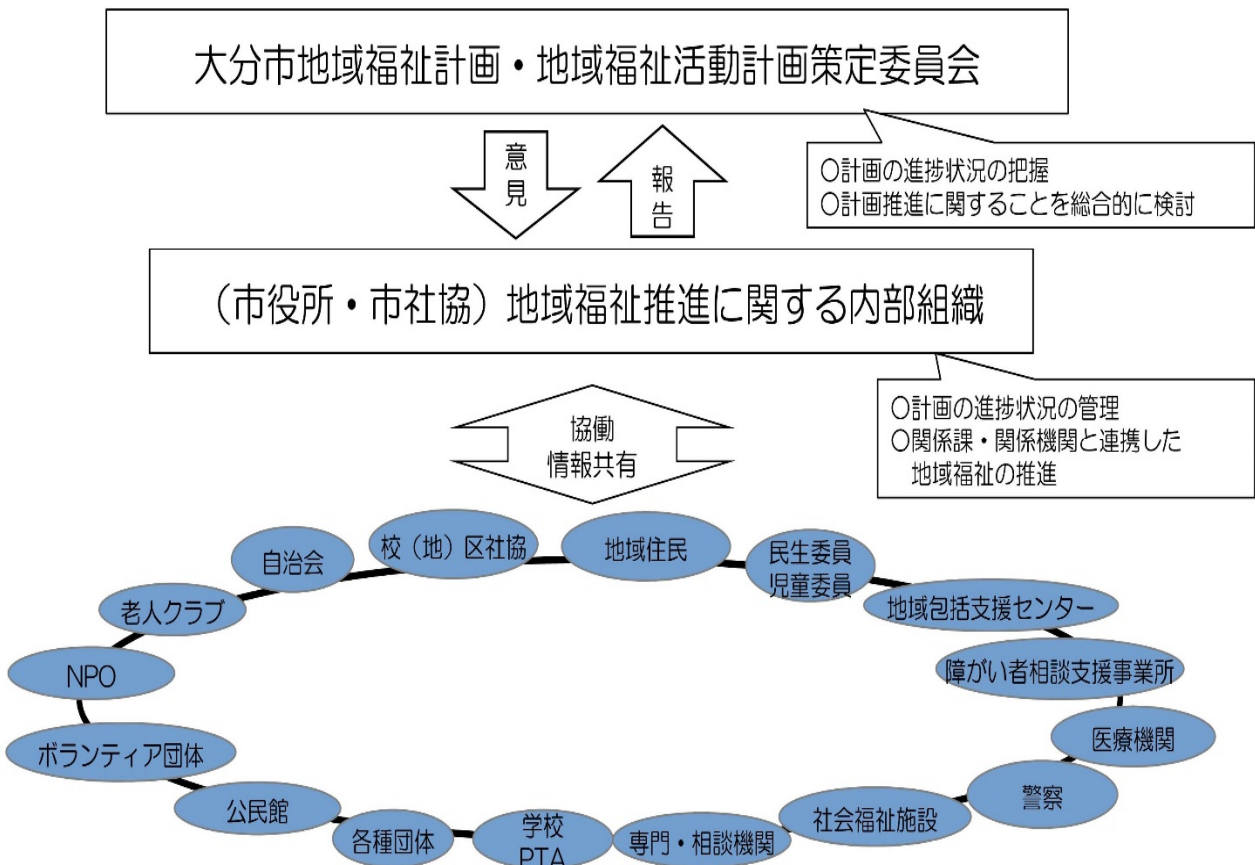 大分市地域福祉計画・地域福祉活動計画策定委員会
意見
報告
○計画の進捗状況の把握
○計画推進に関することを総合的に検討
（市役所・市社協）地域福祉推進に関する内部組織
○計画の進捗状況の管理
○関係課・関係機関と連携した
地域福祉の推進
協働
情報共有
自治会
校（地）区社協
地域住民
民生委員
児童委員
老人クラブ
地域包括支援センター
NPO
障がい者相談支援事業所
ボランティア団体
医療機関
公民館
各種団体
学校
PTA
専門・相談機関
社会福祉施設
警察